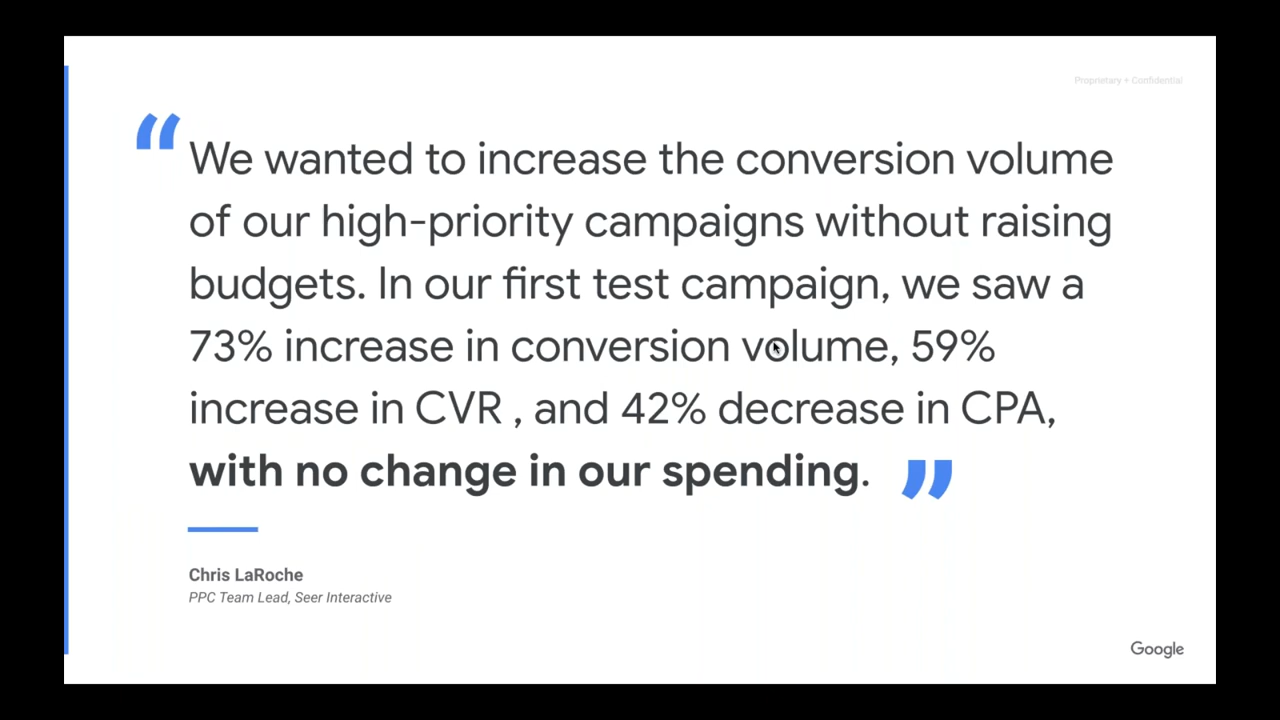 Proprietary + Confidential
“We wanted to increase the conversion volume
of our high-priority campaigns without raising
budgets. In our first test campaign, we saw a
73% increase in conversion volume, 59%
increase in CVR , and 42% decrease in CPA,
with no change in our spending. ”
Chris LaRoche
PPC Team Lead, Seer Interactive
Google